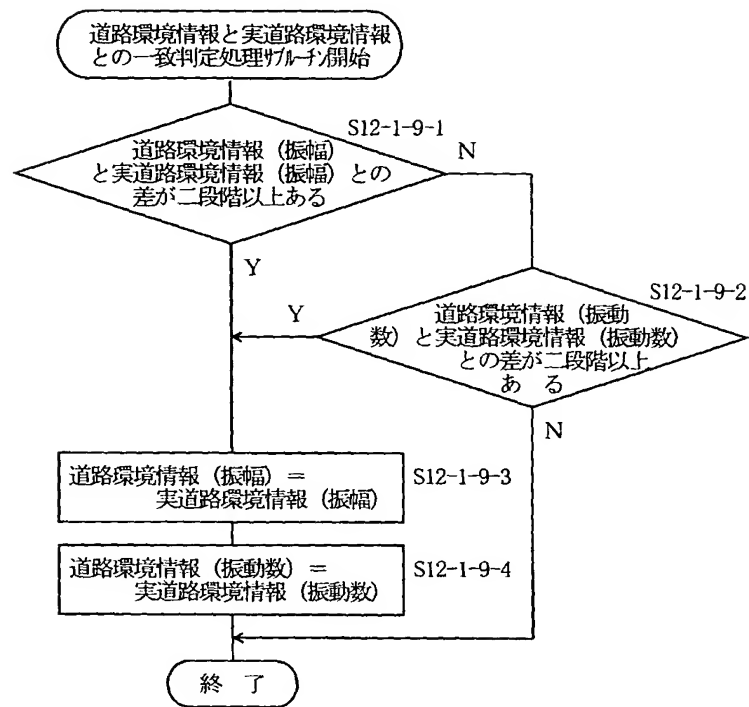 道路環境情報と実道路環境情報
との一致判定処理ｻﾌﾞﾙｰﾁﾝ開始
S12-1-9-1
道路環境情報（振幅）
と実道路環境情報（振幅）との
差が二段階以上ある
N
Y
S12-1-9-2
道路環境情報（振動
数）と実道路環境情報（振動数）
との差が二段階以上
ある
Y
N
道路環境情報（振幅）＝
実道路環境情報（振幅）
S12-1-9-3
道路環境情報（振動数）＝
実道路環境情報（振動数）
S12-1-9-4
終了